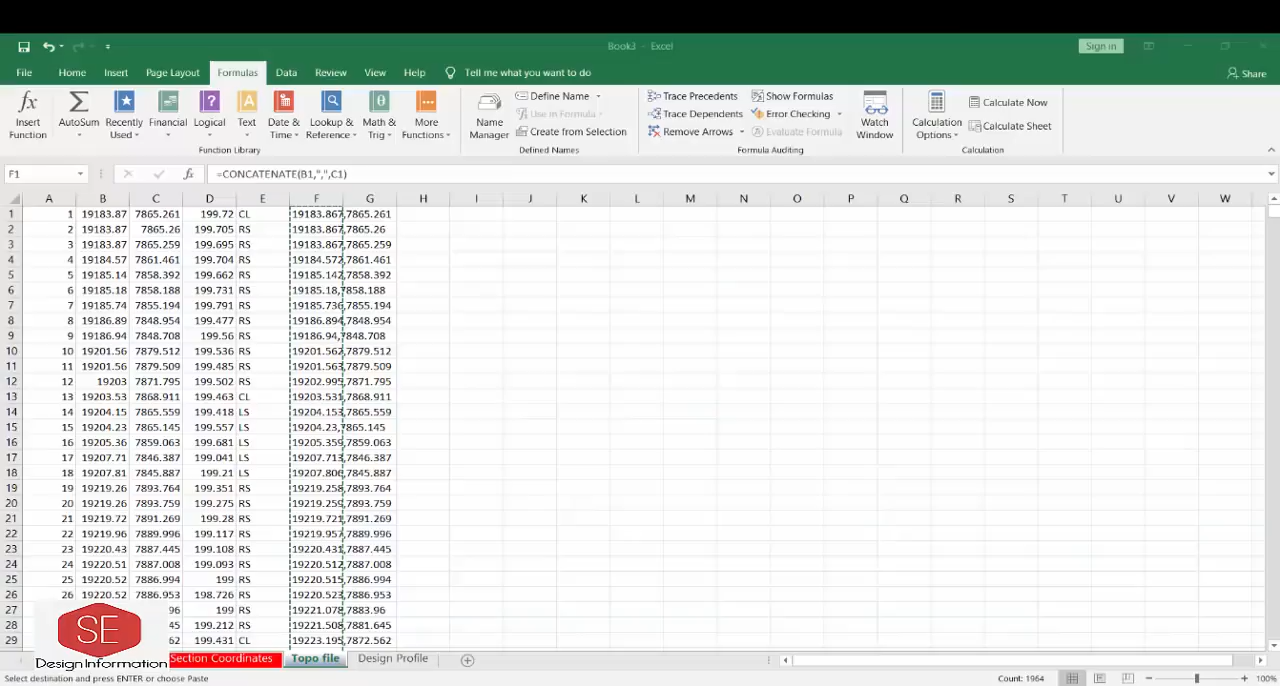 Book3 - Excel
Sign in
File Home Insert Page Layout Formulas Data Review View Help Tell me what you want to do
Share
Insert Function
AutoSum
Recently Used
Financial
Logical
Text
Date & Time
Lookup & Reference
Math & Trig
More Functions
Function Library
Name Manager
Define Name
Use in Formula
Create from Selection
Defined Names
Trace Precedents
Trace Dependents
Remove Arrows
Show Formulas
Error Checking
Evaluate Formula
Formula Auditing
Watch Window
Calculation Options
Calculate Now
Calculate Sheet
Calculation
F1 fx =CONCATENATE(B1,",",C1)
A B C D E F G H I J K L M N O P Q R S T U V W
1 1 19183.87 7865.261 199.72 CL 19183.867,7865.261
2 2 19183.87 7865.26 199.705 RS 19183.867,7865.26
3 3 19183.87 7865.259 199.695 RS 19183.867,7865.259
4 4 19184.57 7861.461 199.704 RS 19184.572,7861.461
5 5 19185.14 7858.392 199.662 RS 19185.142,7858.392
6 6 19185.18 7858.188 199.731 RS 19185.18,7858.188
7 7 19185.74 7855.194 199.791 RS 19185.736,7855.194
8 8 19186.89 7848.954 199.477 RS 19186.894,7848.954
9 9 19186.94 7848.708 199.56 RS 19186.94,7848.708
10 10 19201.56 7879.512 199.536 RS 19201.562,7879.512
11 11 19201.56 7879.509 199.485 RS 19201.563,7879.509
12 12 19203 7871.795 199.502 RS 19202.995,7871.795
13 13 19203.53 7868.911 199.463 CL 19203.531,7868.911
14 14 19204.15 7865.559 199.418 LS 19204.153,7865.559
15 15 19204.23 7865.145 199.557 LS 19204.23,7865.145
16 16 19205.36 7859.063 199.681 LS 19205.359,7859.063
17 17 19207.71 7846.387 199.041 LS 19207.713,7846.387
18 18 19207.81 7845.887 199.21 LS 19207.806,7845.887
19 19 19219.26 7893.764 199.351 RS 19219.258,7893.764
20 20 19219.26 7893.759 199.275 RS 19219.259,7893.759
21 21 19219.72 7891.269 199.28 RS 19219.721,7891.269
22 22 19219.96 7889.996 199.117 RS 19219.957,7889.996
23 23 19220.43 7887.445 199.108 RS 19220.431,7887.445
24 24 19220.51 7887.008 199.093 RS 19220.512,7887.008
25 25 19220.52 7886.994 199 RS 19220.515,7886.994
26 26 19220.52 7886.953 198.726 RS 19220.523,7886.953
27 96 199 RS 19221.078,7883.96
28 45 199.212 RS 19221.508,7881.645
29 62 199.431 CL 19223.195,7872.562
SE
Design Information
Section Coordinates Topo file Design Profile
Select destination and press ENTER or choose Paste Count: 1964 100%